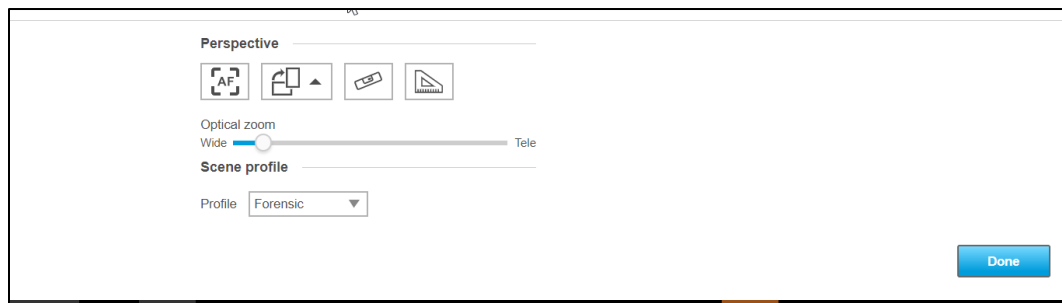 Perspective
AF
Optical zoom
Wide Tele
Scene profile
Profile Forensic
Done